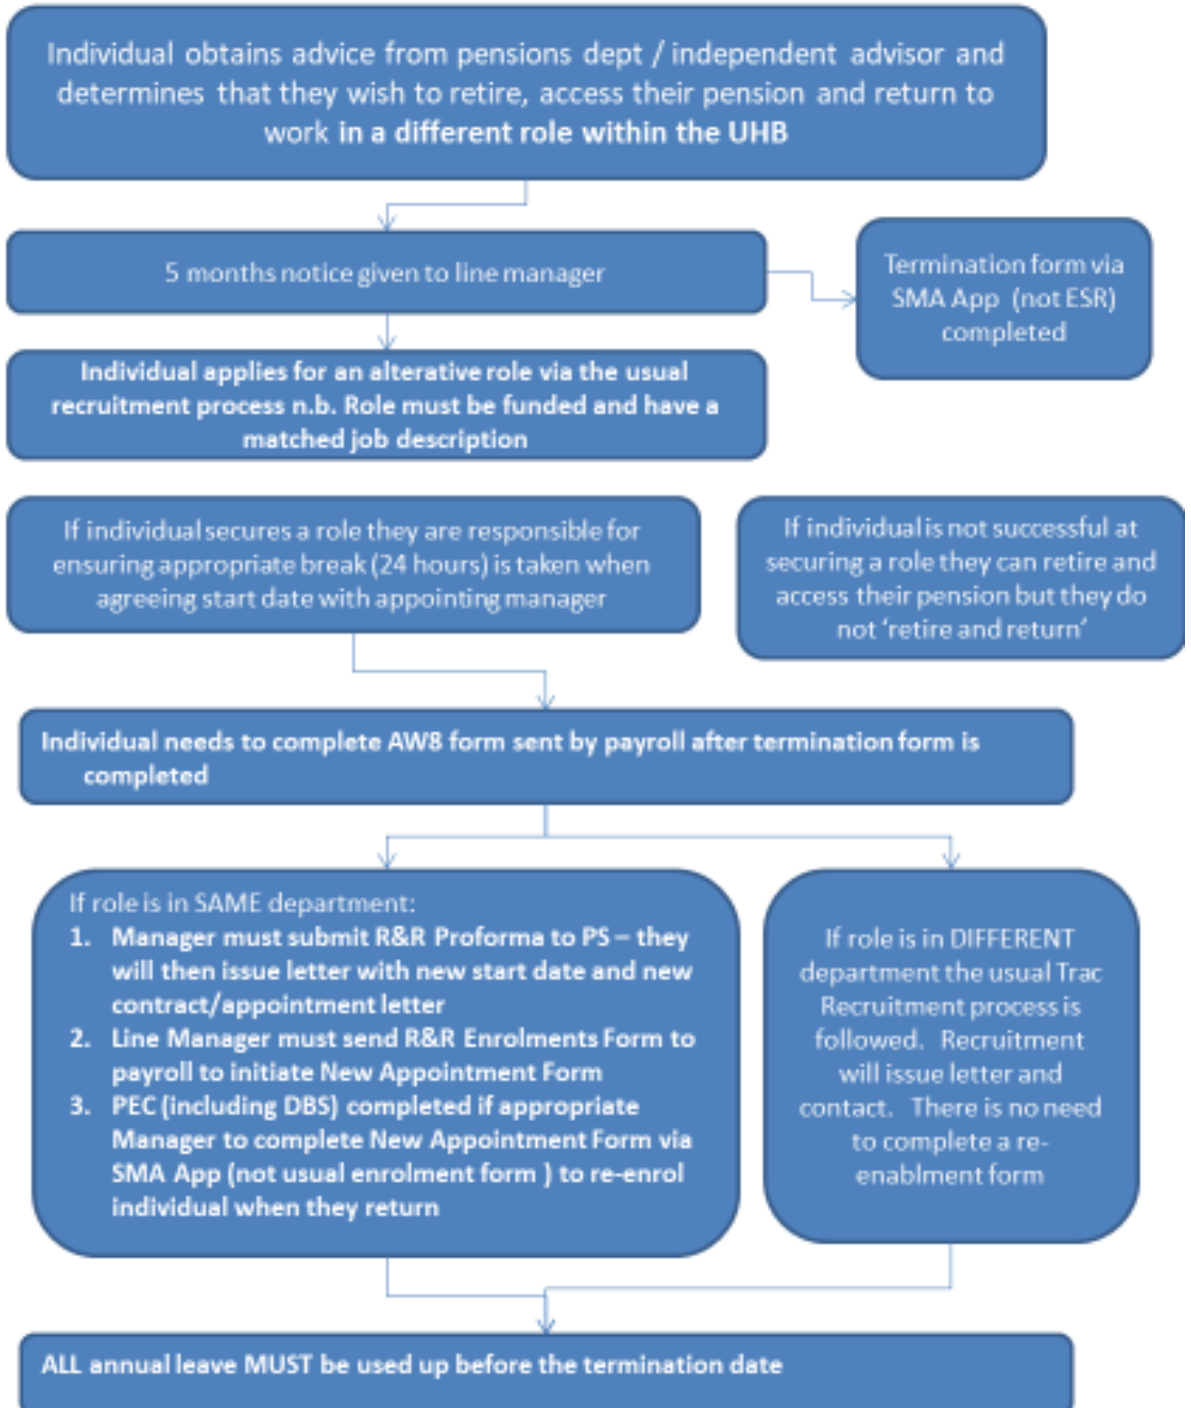 Individual obtains advice from pensions dept / independent advisor and
determines that they wish to retire, access their pension and return to
work in a different role within the UHB
5 months notice given to line manager
Termination form via
SMA App (not ESR)
completed
Individual applies for an alterative role via the usual
recruitment process n.b. Role must be funded and have a
matched job description
If individual secures a role they are responsible for
ensuring appropriate break (24 hours) is taken when
agreeing start date with appointing manager
If individual is not successful at
securing a role they can retire and
access their pension but they do
not ‘retire and return’
Individual needs to complete AW8 form sent by payroll after termination form is
completed
If role is in SAME department:
1. Manager must submit R&R Proforma to PS – they
will then issue letter with new start date and new
contract/appointment letter
2. Line Manager must send R&R Enrolments Form to
payroll to initiate New Appointment Form
3. PEC (including DBS) completed if appropriate
Manager to complete New Appointment Form via
SMA App (not usual enrolment form ) to re-enrol
individual when they return
If role is in DIFFERENT
department the usual Trac
Recruitment process is
followed. Recruitment
will issue letter and
contact. There is no need
to complete a re-
enablment form
ALL annual leave MUST be used up before the termination date